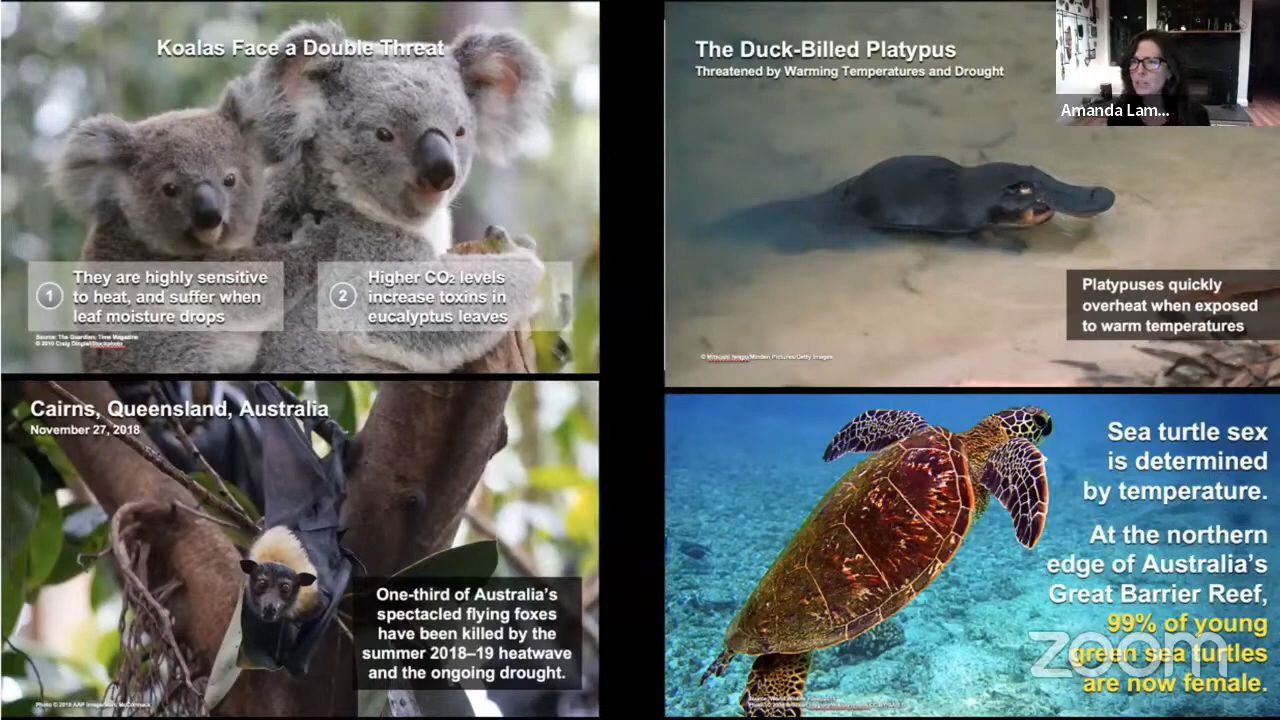 Koalas Face a Double Threat
1
They are highly sensitive
to heat, and suffer when
leaf moisture drops
2
Higher CO₂ levels
increase toxins in
eucalyptus leaves
Source: The Guardian; Time Magazine
The Duck-Billed Platypus
Threatened by Warming Temperatures and Drought
Amanda Lam...
Platypuses quickly
overheat when exposed
to warm temperatures
Cairns, Queensland, Australia
November 27, 2018
One-third of Australia's
spectacled flying foxes
have been killed by the
summer 2018–19 heatwave
and the ongoing drought.
Sea turtle sex
is determined
by temperature.
At the northern
edge of Australia's
Great Barrier Reef,
99% of young
green sea turtles
are now female.
zoom